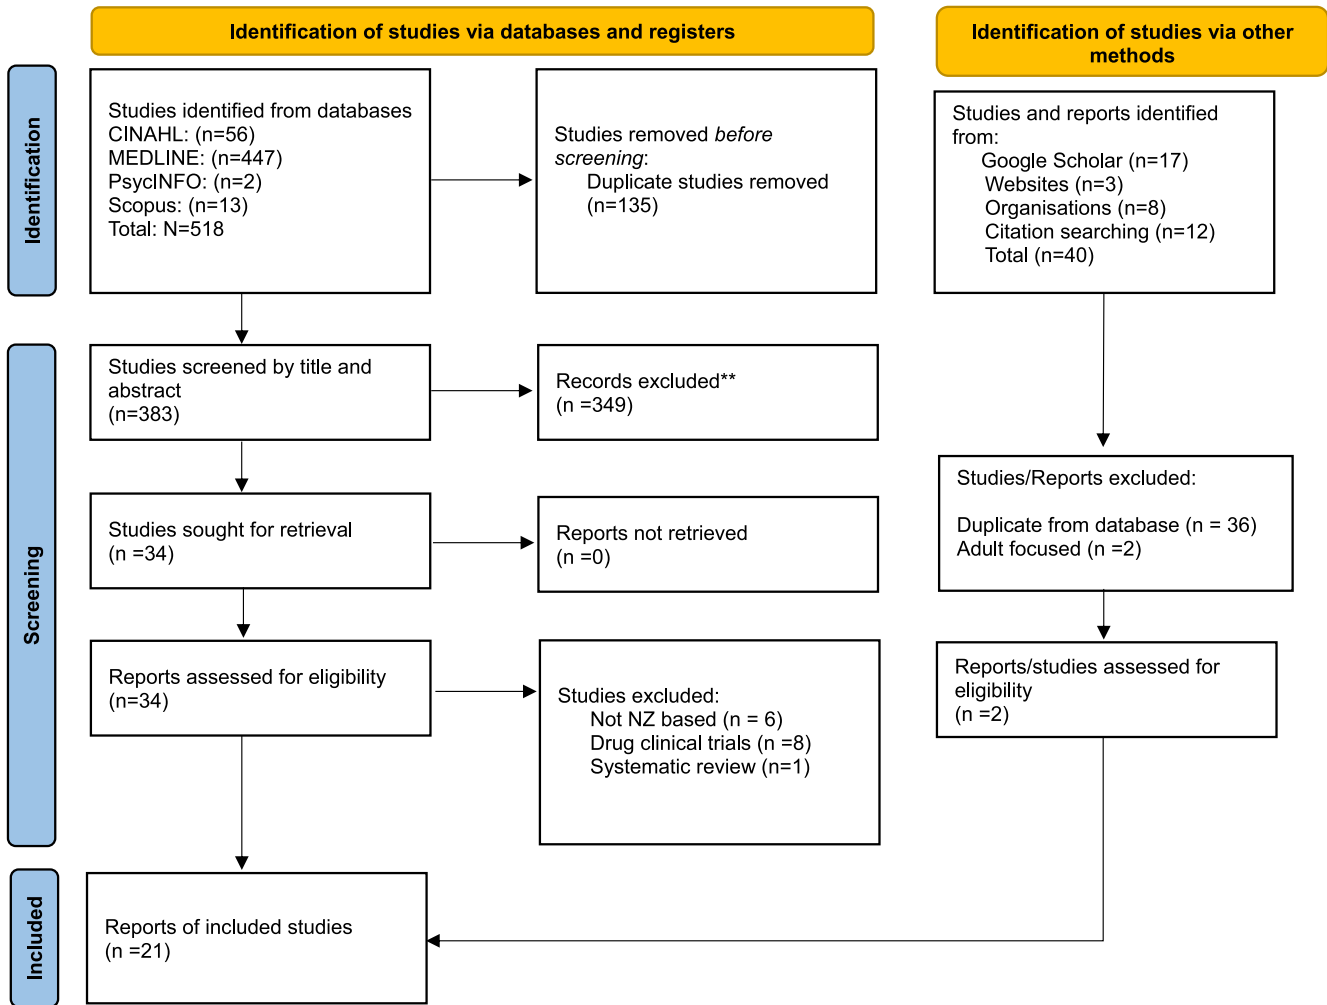 Identification of studies via databases and registers
Identification of studies via other
methods
Identification
Studies identified from databases
CINAHL: (n=56)
MEDLINE: (n=447)
PsycINFO: (n=2)
Scopus: (n=13)
Total: N=518
Studies removed before
screening:
Duplicate studies removed
(n=135)
Studies and reports identified
from:
Google Scholar (n=17)
Websites (n=3)
Organisations (n=8)
Citation searching (n=12)
Total (n=40)
Screening
Studies screened by title and
abstract
(n=383)
Records excluded**
(n =349)
Studies sought for retrieval
(n =34)
Reports not retrieved
(n =0)
Studies/Reports excluded:
Duplicate from database (n = 36)
Adult focused (n =2)
Reports assessed for eligibility
(n=34)
Studies excluded:
Not NZ based (n = 6)
Drug clinical trials (n =8)
Systematic review (n=1)
Reports/studies assessed for
eligibility
(n =2)
Included
Reports of included studies
(n =21)